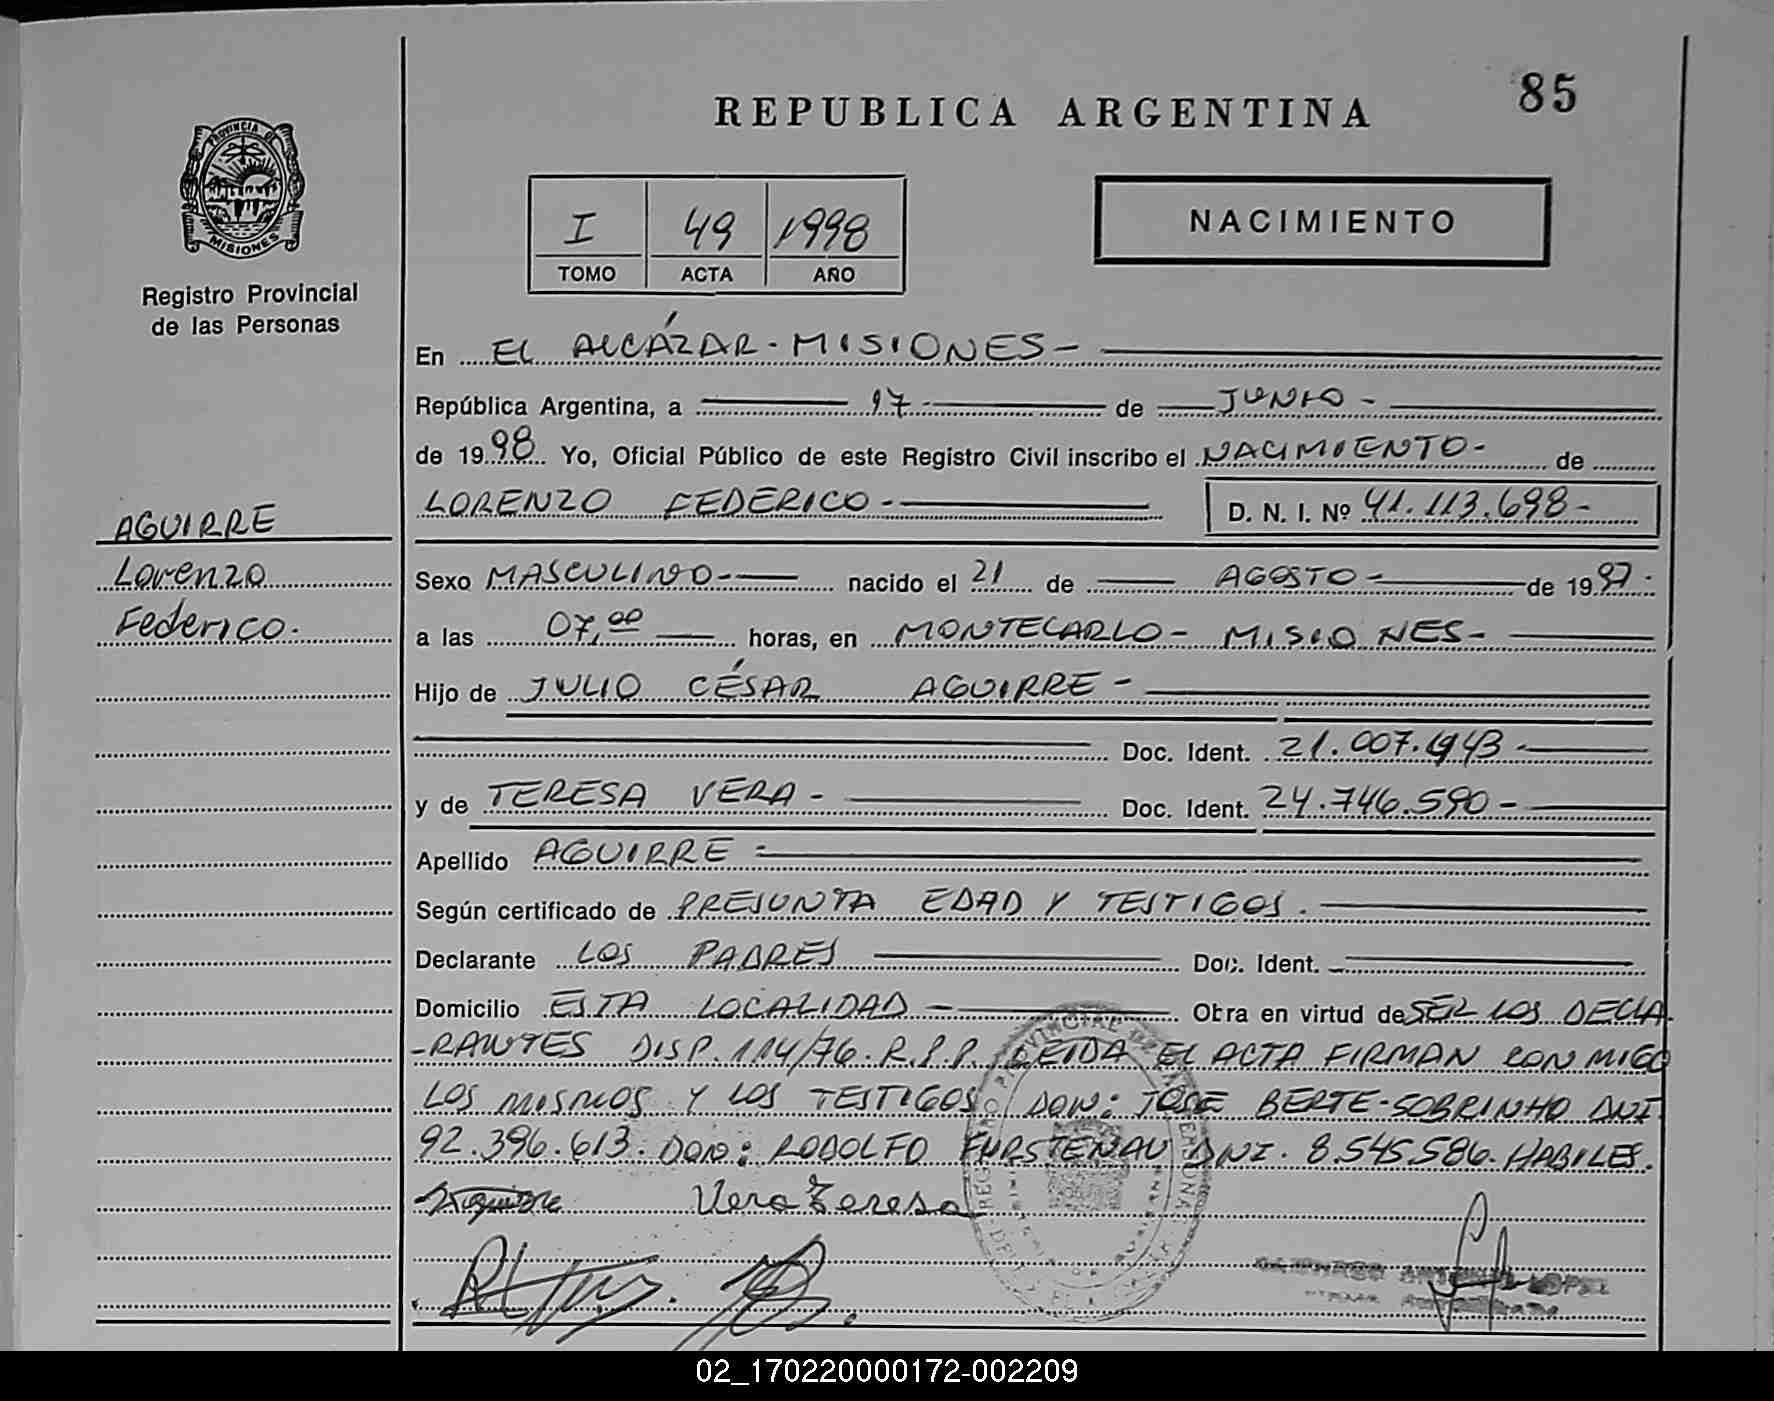 85
REPUBLICA ARGENTINA
PROVINCIA DE
MISIONES
Registro Provincial
de las Personas
I 49 1998
TOMO ACTA AÑO
NACIMIENTO
En EL ALCÁZAR - MISIONES -
República Argentina, a 17 de JUNIO -
de 1998 Yo, Oficial Público de este Registro Civil inscribo el NACIMIENTO - de
LORENZO FEDERICO - D. N. I. Nº 41.113.698 -
AGUIRRE
Lorenzo
Federico.
Sexo MASCULINO - nacido el 21 de AGOSTO - de 1997.
a las 07,00 horas, en MONTECARLO - MISIONES -
Hijo de JULIO CÉSAR AGUIRRE -
Doc. Ident. 21.007.943 -
y de TERESA VERA - Doc. Ident. 24.746.590 -
Apellido AGUIRRE -
Según certificado de PRESUNTA EDAD Y TESTIGOS.
Declarante LOS PADRES Doc. Ident.
Domicilio ESTA LOCALIDAD - Obra en virtud de SER LOS DECLA
-RANTES DISP. 114/76. R.P.P. LEIDA EL ACTA FIRMAN CONMIGO
LOS MISMOS Y LOS TESTIGOS DON: JOSE BERTE-SOBRINHO DNI.
92.396.613. DON: RODOLFO FURSTENAU DNI. 8.545.586. HABILES.
Vera Teresa
LOPEZ
02_170220000172-002209